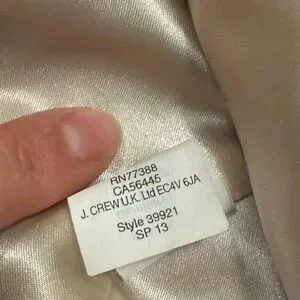 RN77388
CA56445
J. CREW U.K. Ltd EC4V 6JA
Style 39921
SP 13